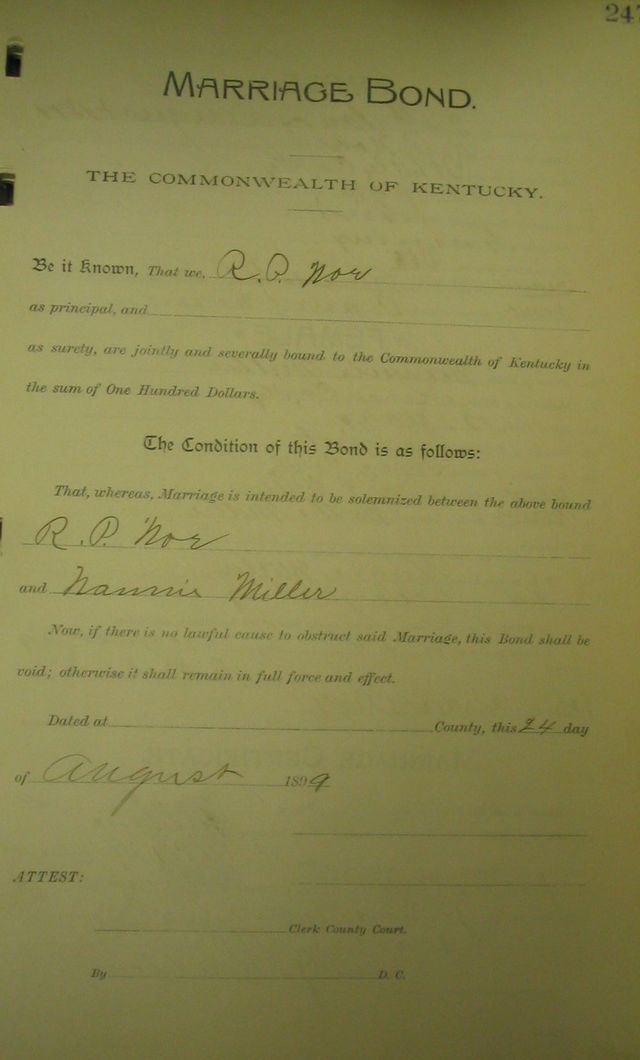 247
MARRIAGE BOND.
THE COMMONWEALTH OF KENTUCKY.
Be it Known, That we, R. P. Nor
as principal, and
as surety, are jointly and severally bound to the Commonwealth of Kentucky in
the sum of One Hundred Dollars.
The Condition of this Bond is as follows:
That, whereas, Marriage is intended to be solemnized between the above bound
R. P. Nor
and Nannie Miller
Now, if there is no lawful cause to obstruct said Marriage, this Bond shall be
void; otherwise it shall remain in full force and effect.
Dated at County, this 24 day
of August 1899
ATTEST:
Clerk County Court.
By D. C.